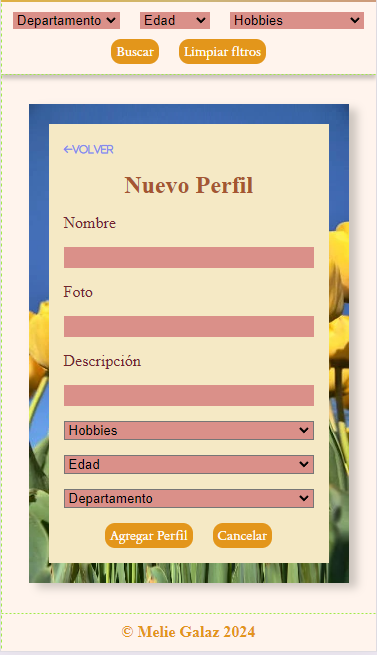 Departamento Edad Hobbies
Buscar Limpiar fltros
←VOLVER
Nuevo Perfil
Nombre
Foto
Descripción
Hobbies
Edad
Departamento
Agregar Perfil Cancelar
© Melie Galaz 2024